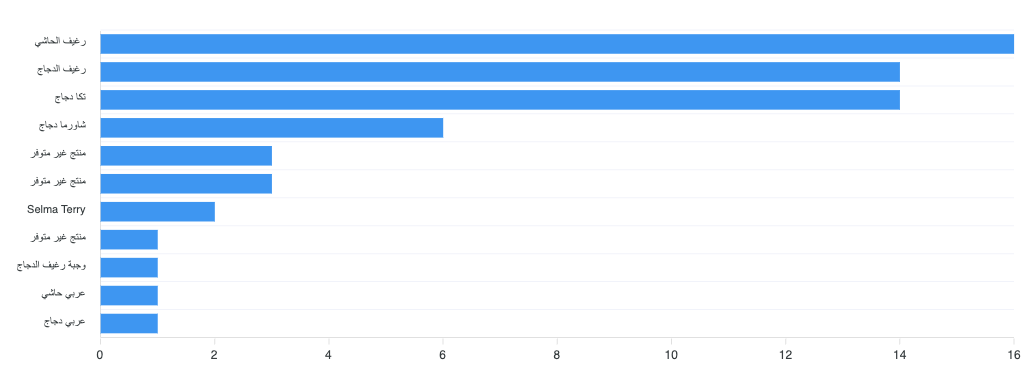 رغيف الحاشي
رغيف الدجاج
تكا دجاج
شاورما دجاج
منتج غير متوفر
منتج غير متوفر
Selma Terry
منتج غير متوفر
وجبة رغيف الدجاج
عربي حاشي
عربي دجاج
0 2 4 6 8 10 12 14 16